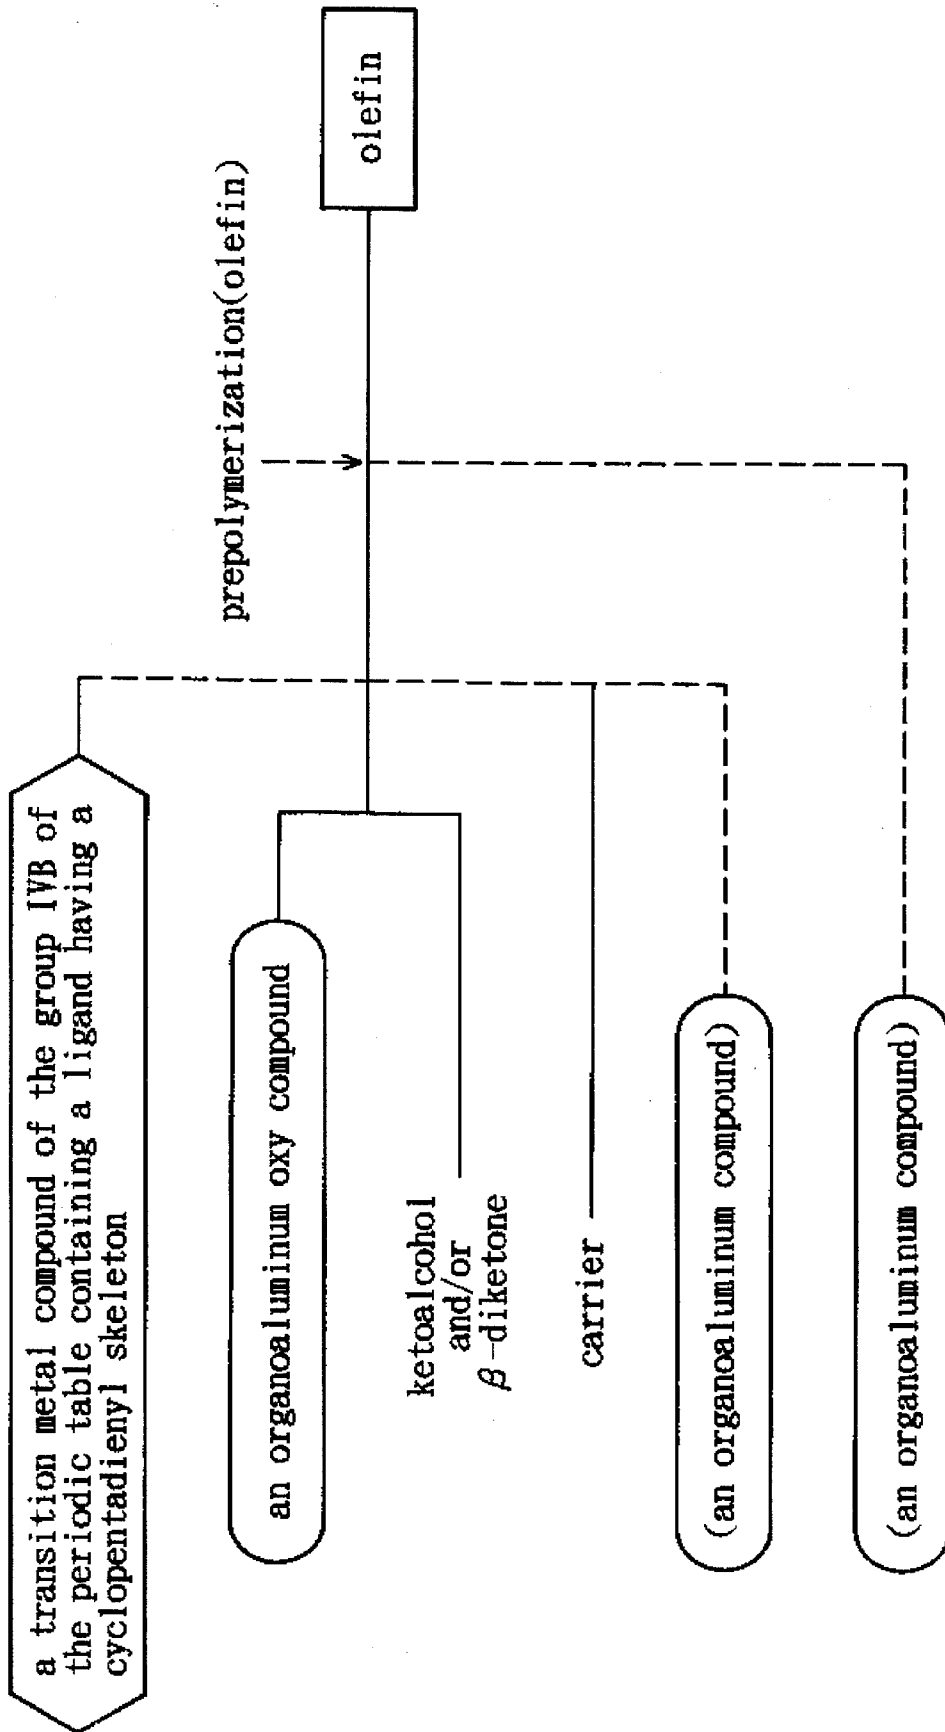 a transition metal compound of the group IVB of
the periodic table containing a ligand having a
cyclopentadienyl skeleton
prepolymerization(olefin)
an organoaluminum oxy compound
olefin
ketoalcohol
and/or
β-diketone
carrier
(an organoaluminum compound)
(an organoaluminum compound)